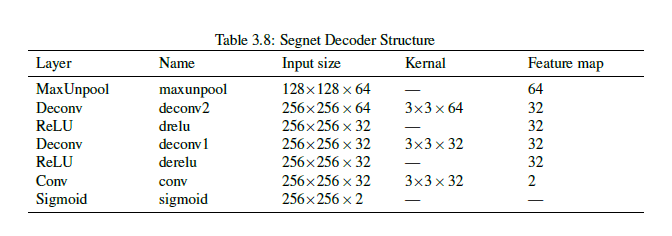 Table 3.8: Segnet Decoder Structure
Layer Name Input size Kernal Feature map
MaxUnpool maxunpool 128×128 × 64 — 64
Deconv deconv2 256×256 × 64 3×3 × 64 32
ReLU drelu 256×256 × 32 — 32
Deconv deconv1 256×256 × 32 3×3 × 32 32
ReLU derelu 256×256 × 32 — 32
Conv conv 256×256 × 32 3×3 × 32 2
Sigmoid sigmoid 256×256 × 2 — —